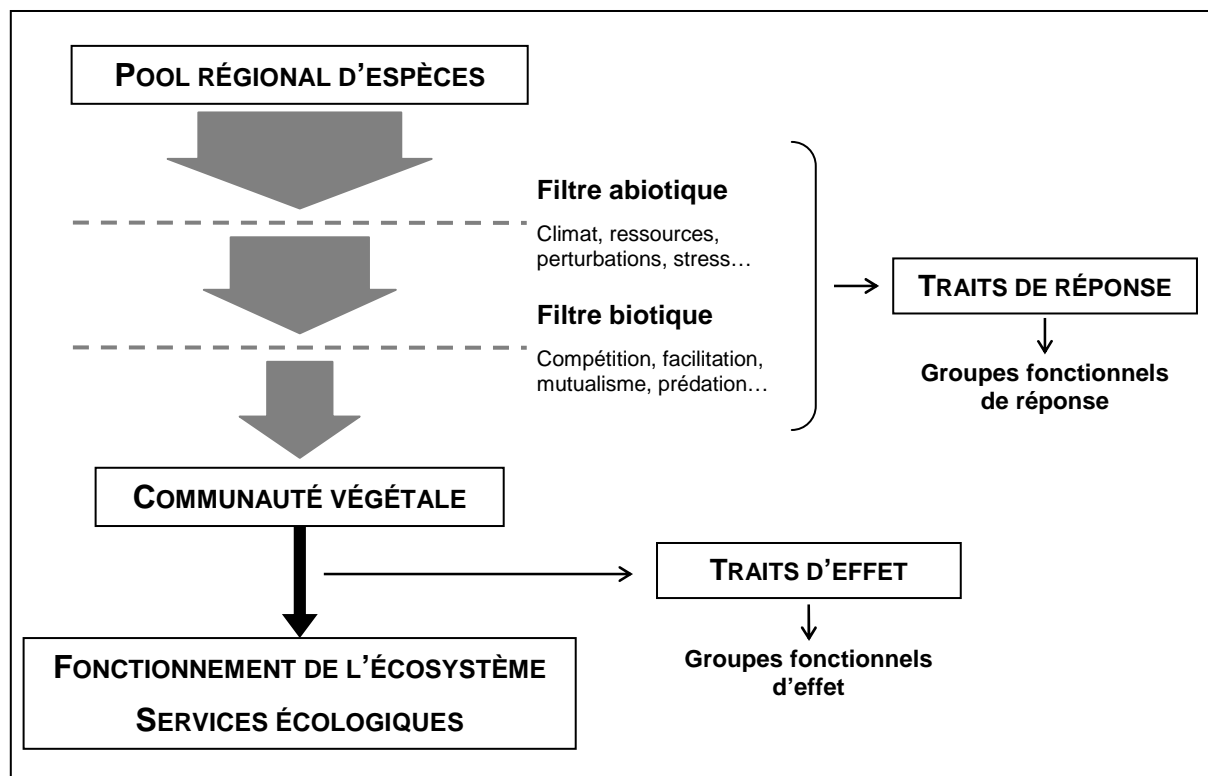 POOL RÉGIONAL D'ESPÈCES
Filtre abiotique
Climat, ressources,
perturbations, stress…
Filtre biotique
Compétition, facilitation,
mutualisme, prédation…
TRAITS DE RÉPONSE
Groupes fonctionnels
de réponse
COMMUNAUTÉ VÉGÉTALE
TRAITS D'EFFET
Groupes fonctionnels
d'effet
FONCTIONNEMENT DE L'ÉCOSYSTÈME
SERVICES ÉCOLOGIQUES